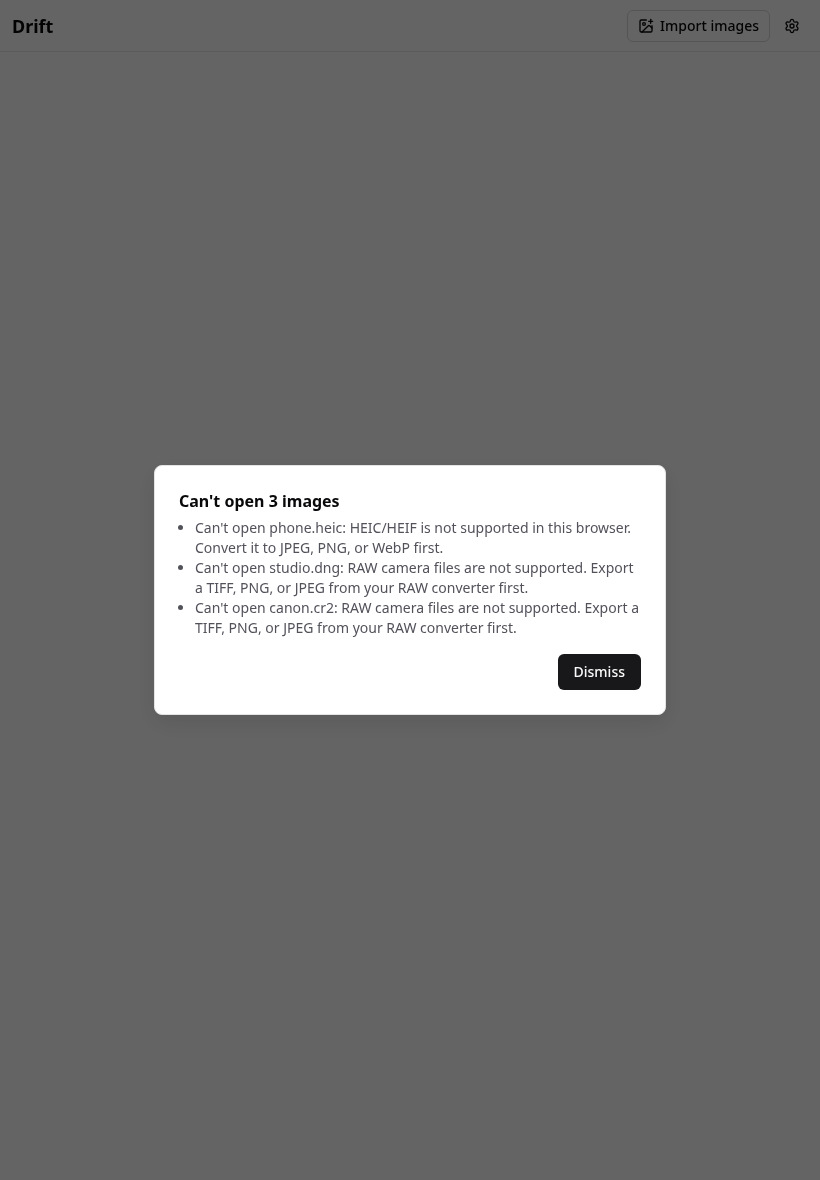 Drift
Import images
Can't open 3 images
Can't open phone.heic: HEIC/HEIF is not supported in this browser.
Convert it to JPEG, PNG, or WebP first.
Can't open studio.dng: RAW camera files are not supported. Export
a TIFF, PNG, or JPEG from your RAW converter first.
Can't open canon.cr2: RAW camera files are not supported. Export a
TIFF, PNG, or JPEG from your RAW converter first.
Dismiss